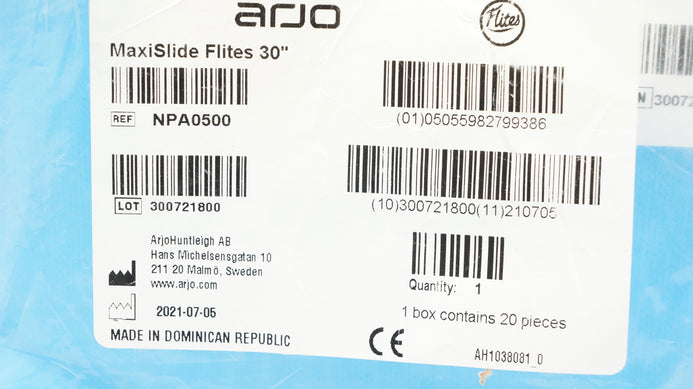 arjo
Flites
MaxiSlide Flites 30"
REF NPA0500
(01)05055982799386
LOT 300721800
(10)300721800(11)210705
ArjoHuntleigh AB
Hans Michelsensgatan 10
211 20 Malmö, Sweden
www.arjo.com
2021-07-05
MADE IN DOMINICAN REPUBLIC
Quantity: 1
1 box contains 20 pieces
CE
AH1038081_0